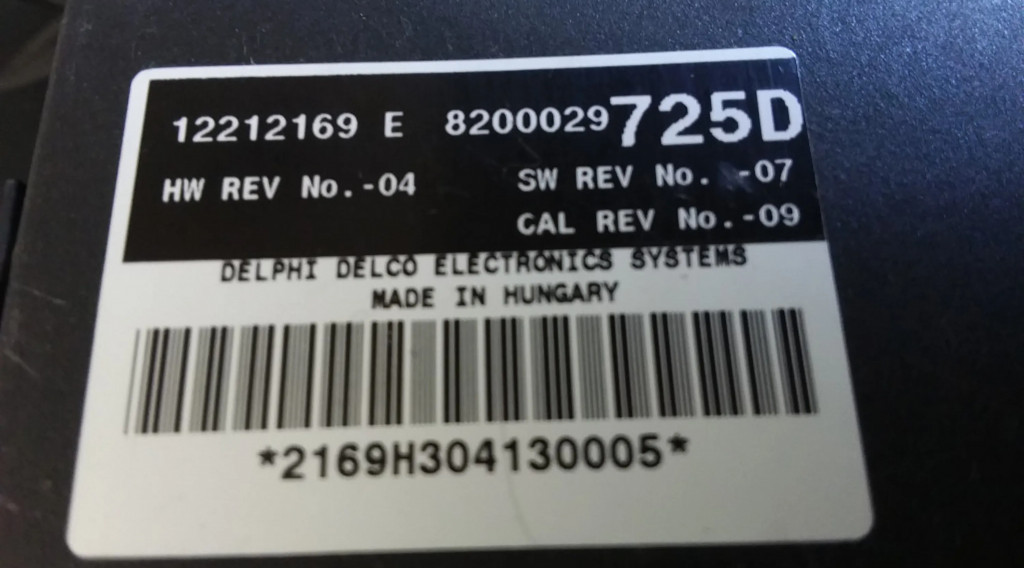 12212169 E 8200029725D
HW REV No.-04 SW REV No. -07
CAL REV No.-09
DELPHI DELCO ELECTRONICS SYSTEMS
MADE IN HUNGARY
*2169H304130005*